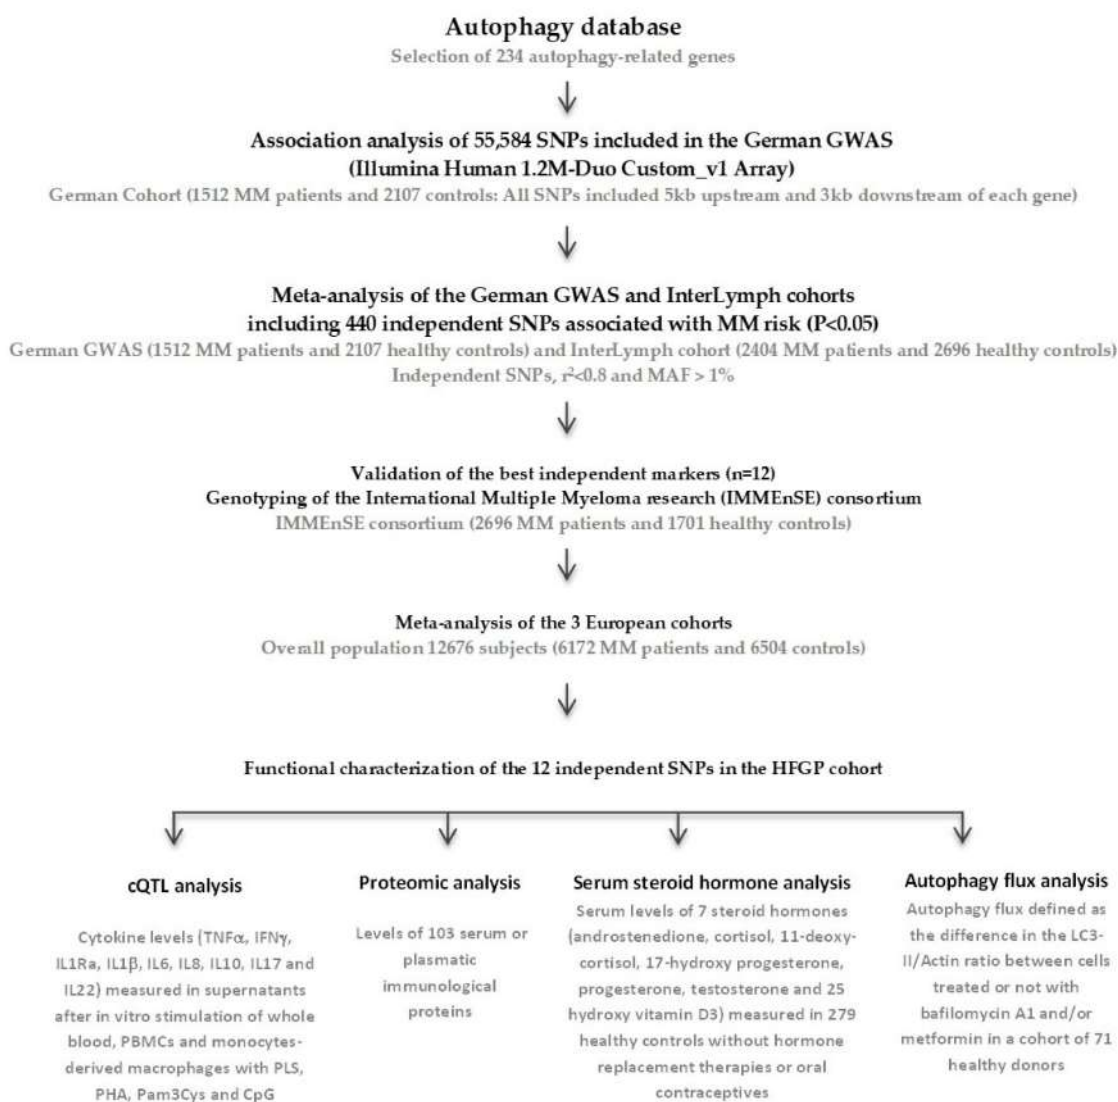 Autophagy database
Selection of 234 autophagy-related genes
Association analysis of 55,584 SNPs included in the German GWAS
(Illumina Human 1.2M-Duo Custom_v1 Array)
German Cohort (1512 MM patients and 2107 controls: All SNPs included 5kb upstream and 3kb downstream of each gene)
Meta-analysis of the German GWAS and InterLymph cohorts
including 440 independent SNPs associated with MM risk (P<0.05)
German GWAS (1512 MM patients and 2107 healthy controls) and InterLymph cohort (2404 MM patients and 2696 healthy controls)
Independent SNPs, r²<0.8 and MAF > 1%
Validation of the best independent markers (n=12)
Genotyping of the International Multiple Myeloma research (IMMEnSE) consortium
IMMEnSE consortium (2696 MM patients and 1701 healthy controls)
Meta-analysis of the 3 European cohorts
Overall population 12676 subjects (6172 MM patients and 6504 controls)
Functional characterization of the 12 independent SNPs in the HFGP cohort
cQTL analysis
Cytokine levels (TNFα, IFNγ,
IL1Ra, IL1β, IL6, IL8, IL10, IL17 and
IL22) measured in supernatants
after in vitro stimulation of whole
blood, PBMCs and monocytes-
derived macrophages with PLS,
PHA, Pam3Cys and CpG
Proteomic analysis
Levels of 103 serum or
plasmatic
immunological
proteins
Serum steroid hormone analysis
Serum levels of 7 steroid hormones
(androstenedione, cortisol, 11-deoxy-
cortisol, 17-hydroxy progesterone,
progesterone, testosterone and 25
hydroxy vitamin D3) measured in 279
healthy controls without hormone
replacement therapies or oral
contraceptives
Autophagy flux analysis
Autophagy flux defined as
the difference in the LC3-
II/Actin ratio between cells
treated or not with
bafilomycin A1 and/or
metformin in a cohort of 71
healthy donors